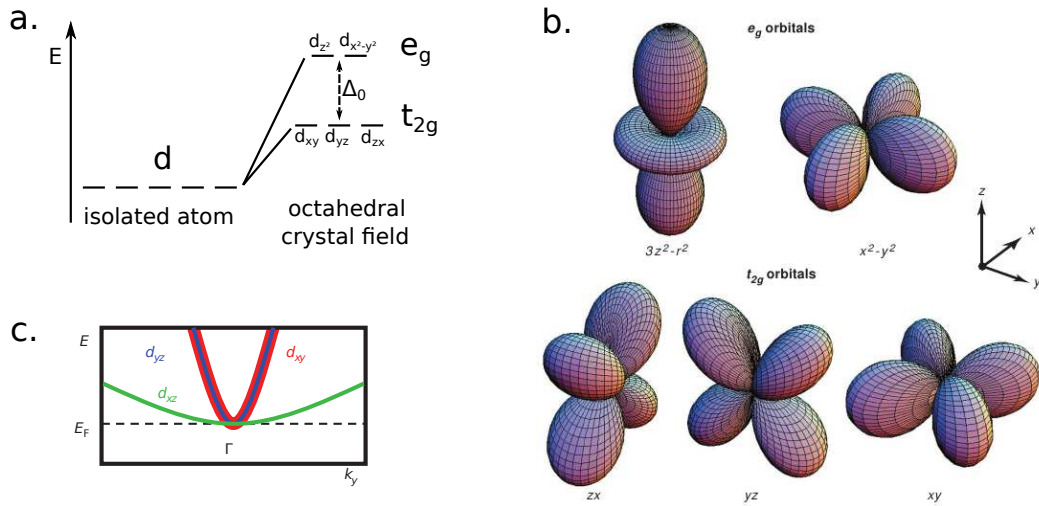 a.
E
d_z² d_x²-y² e_g
Δ₀
t_2g
d_xy d_yz d_zx
d
isolated atom
octahedral
crystal field
b.
e_g orbitals
3z²-r²
x²-y²
z
x
y
t_2g orbitals
zx
yz
xy
c.
E
d_yz
d_xy
d_xz
E_F
Γ
k_y